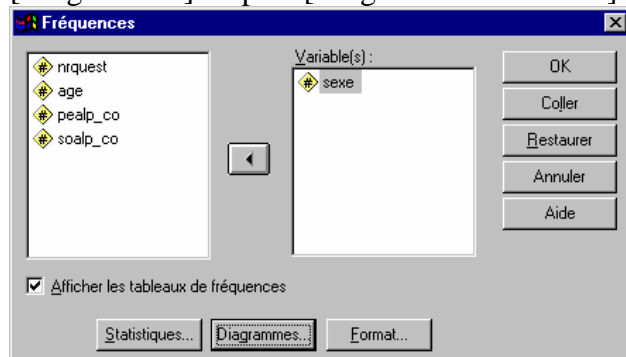 Fréquences
nrquest
age
pealp_co
soalp_co
Variable(s) :
sexe
OK
Coller
Restaurer
Annuler
Aide
Afficher les tableaux de fréquences
Statistiques...
Diagrammes...
Format...